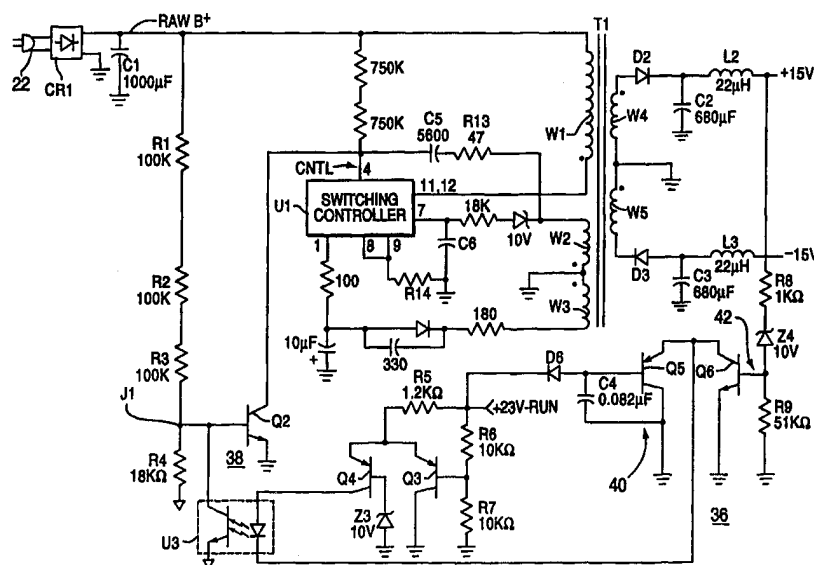 RAW B+
T1
22
CR1
C1
1000µF
750K
750K
D2
L2
22µH
+15V
C2
680µF
W1
W4
R1
100K
C5
5600
R13
47
CNTL
4
11,12
U1
SWITCHING
CONTROLLER
7
18K
10V
1
8
9
C6
W2
W5
D3
L3
22µH
-15V
C3
680µF
R2
100K
100
R14
W3
R8
1KΩ
10µF
+
330
180
42
Z4
10V
R3
100K
J1
D6
Q5
Q6
R5
1.2KΩ
+23V-RUN
C4
0.082µF
R9
51KΩ
Q2
38
R4
18KΩ
R6
10KΩ
Q4
Q3
40
36
Z3
10V
R7
10KΩ
U3